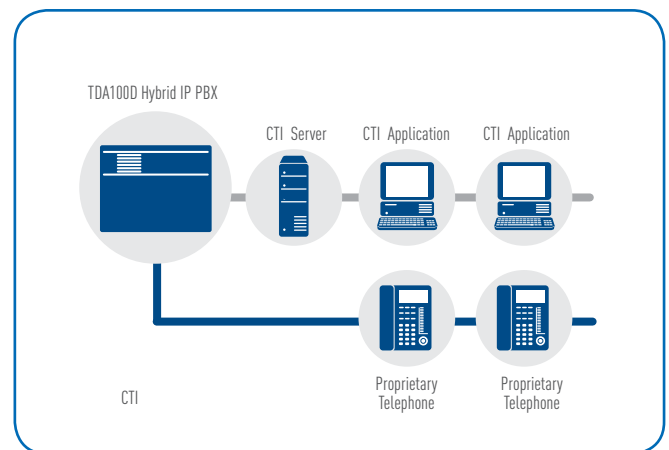 TDA100D Hybrid IP PBX
CTI Server
CTI Application
CTI Application
Proprietary
Telephone
Proprietary
Telephone
CTI